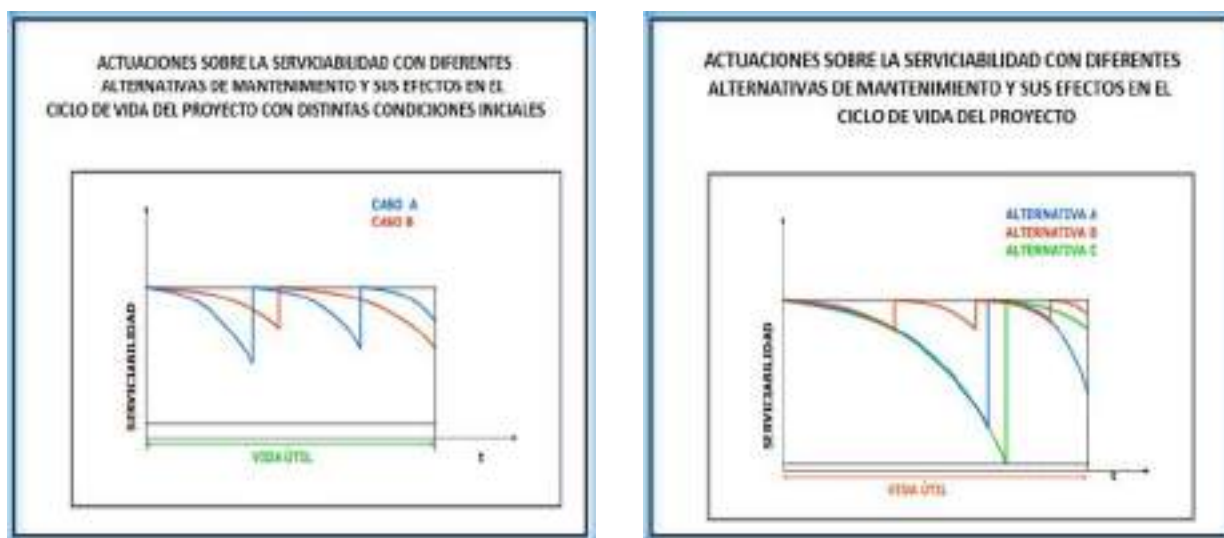 ACTUACIONES SOBRE LA SERVICIABILIDAD CON DIFERENTES
ALTERNATIVAS DE MANTENIMIENTO Y SUS EFECTOS EN EL
CICLO DE VIDA DEL PROYECTO CON DISTINTAS CONDICIONES INICIALES
CASO A
CASO B
SERVICIABILIDAD
VIDA ÚTIL
t
ACTUACIONES SOBRE LA SERVICIABILIDAD CON DIFERENTES
ALTERNATIVAS DE MANTENIMIENTO Y SUS EFECTOS EN EL
CICLO DE VIDA DEL PROYECTO
ALTERNATIVA A
ALTERNATIVA B
ALTERNATIVA C
SERVICIABILIDAD
VIDA ÚTIL
t